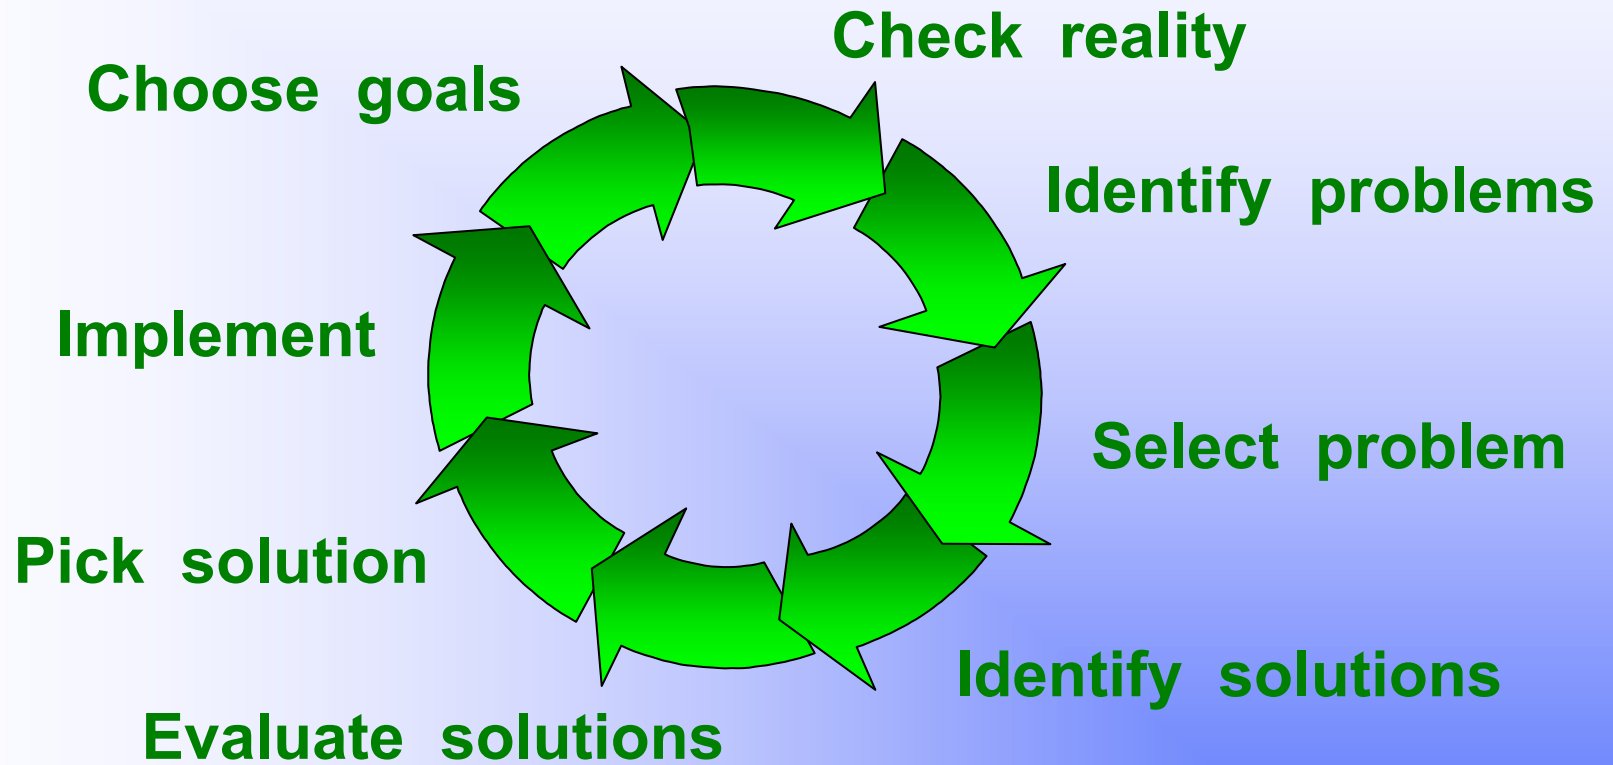 Check reality
Choose goals
Identify problems
Implement
Select problem
Pick solution
Identify solutions
Evaluate solutions